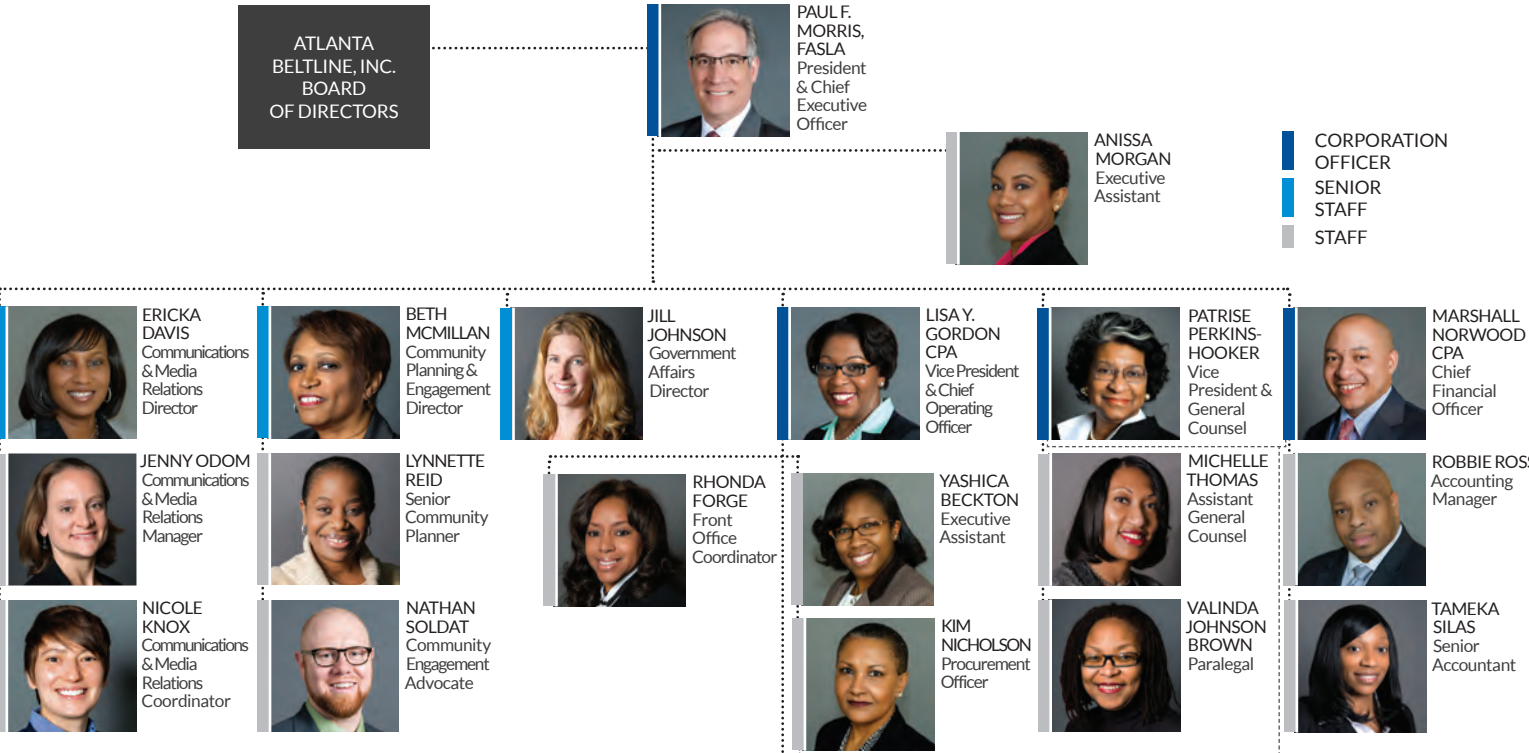 ATLANTA
BELTLINE, INC.
BOARD
OF DIRECTORS
PAUL F.
MORRIS,
FASLA
President
& Chief
Executive
Officer
ANISSA
MORGAN
Executive
Assistant
CORPORATION
OFFICER
SENIOR
STAFF
STAFF
ERICKA
DAVIS
Communications
& Media
Relations
Director
BETH
MCMILLAN
Community
Planning &
Engagement
Director
JILL
JOHNSON
Government
Affairs
Director
LISA Y.
GORDON
CPA
Vice President
& Chief
Operating
Officer
PATRISE
PERKINS-
HOOKER
Vice
President &
General
Counsel
MARSHALL
NORWOOD
CPA
Chief
Financial
Officer
JENNY ODOM
Communications
& Media
Relations
Manager
LYNNETTE
REID
Senior
Community
Planner
RHONDA
FORGE
Front
Office
Coordinator
YASHICA
BECKTON
Executive
Assistant
MICHELLE
THOMAS
Assistant
General
Counsel
ROBBIE ROSS
Accounting
Manager
NICOLE
KNOX
Communications
& Media
Relations
Coordinator
NATHAN
SOLDAT
Community
Engagement
Advocate
KIM
NICHOLSON
Procurement
Officer
VALINDA
JOHNSON
BROWN
Paralegal
TAMEKA
SILAS
Senior
Accountant